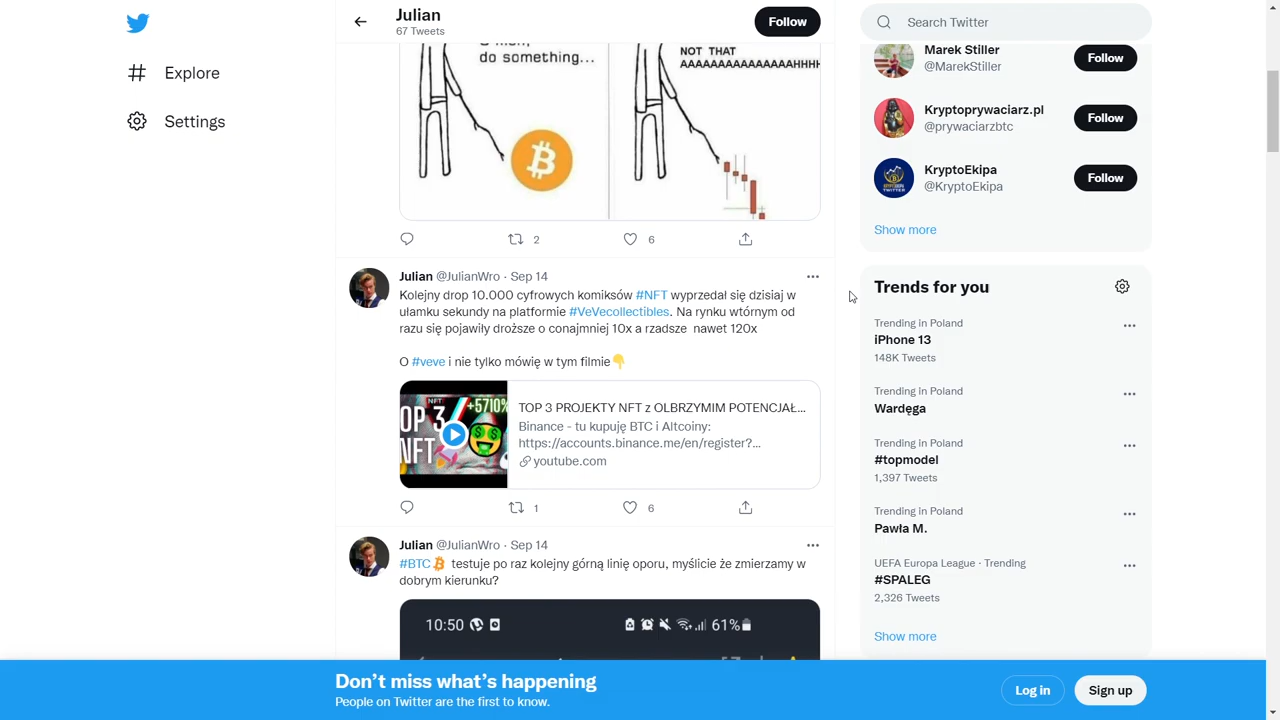 Explore
Settings
Julian
67 Tweets
Follow
do something...
NOT THAT
AAAAAAAAAAAAAAAHHHH
2
6
Julian @JulianWro · Sep 14
Kolejny drop 10.000 cyfrowych komiksów #NFT wyprzedał się dzisiaj w
ułamku sekundy na platformie #VeVecollectibles. Na rynku wtórnym od
razu się pojawiły droższe o conajmniej 10x a rzadsze nawet 120x
O #veve i nie tylko mówię w tym filmie👇
NFT
+5710%
TOP 3
NFT
TOP 3 PROJEKTY NFT z OLBRZYMIM POTENCJAŁ...
Binance - tu kupuję BTC i Altcoiny:
https://accounts.binance.me/en/register?...
youtube.com
1
6
Julian @JulianWro · Sep 14
#BTC testuje po raz kolejny górną linię oporu, myślicie że zmierzamy w
dobrym kierunku?
10:50
61%
Search Twitter
Marek Stiller
@MarekStiller
Follow
Kryptoprywaciarz.pl
@prywaciarzbtc
Follow
KryptoEkipa
@KryptoEkipa
Follow
Show more
Trends for you
Trending in Poland
iPhone 13
148K Tweets
Trending in Poland
Wardęga
Trending in Poland
#topmodel
1,397 Tweets
Trending in Poland
Pawła M.
UEFA Europa League · Trending
#SPALEG
2,326 Tweets
Show more
Don't miss what's happening
People on Twitter are the first to know.
Log in
Sign up